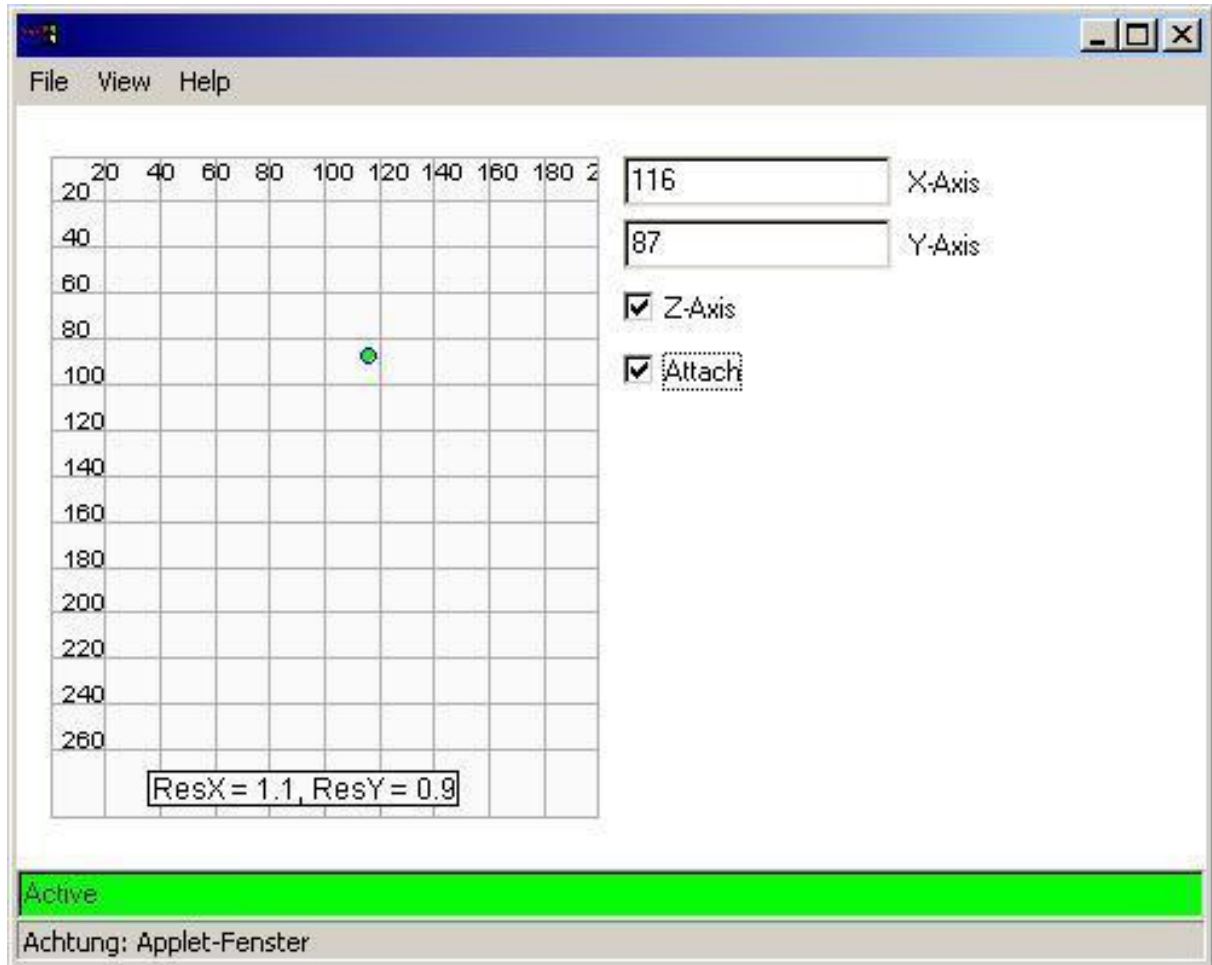 File View Help
20 40 60 80 100 120 140 160 180 2
20
40
60
80
100
120
140
160
180
200
220
240
260
ResX = 1.1, ResY = 0.9
116 X-Axis
87 Y-Axis
Z-Axis
Attach
Active
Achtung: Applet-Fenster